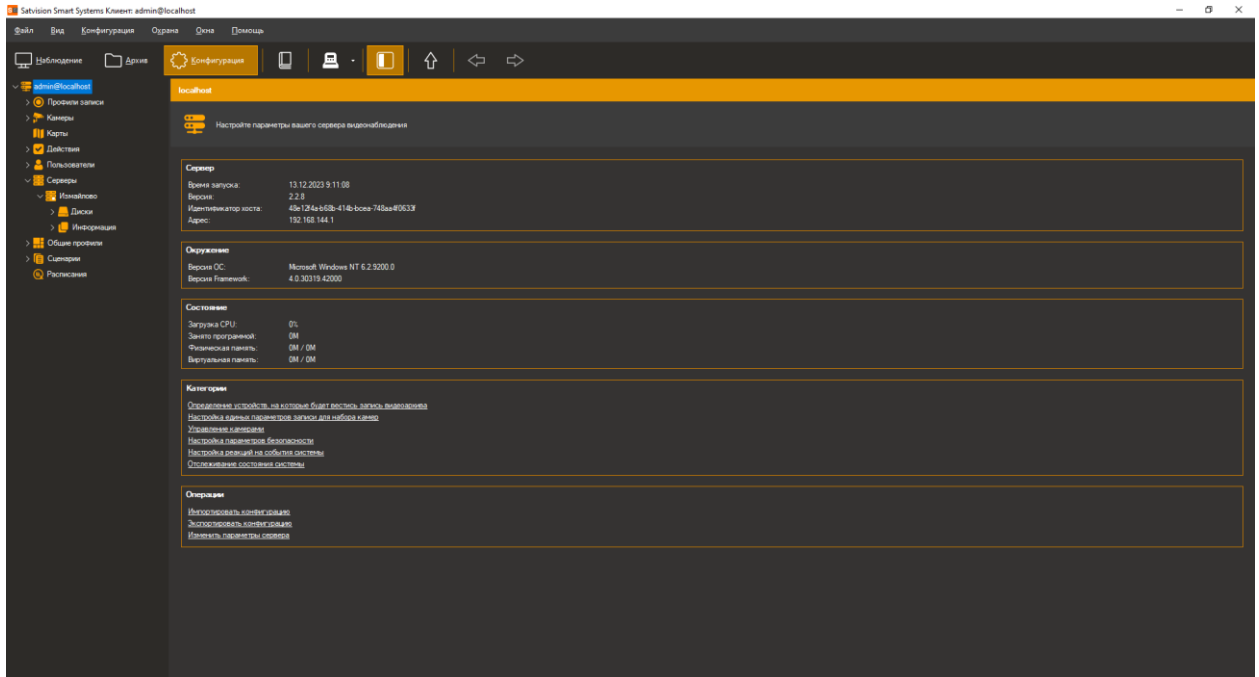 Satvision Smart Systems Клиент: admin@localhost
Файл Вид Конфигурация Охрана Окна Помощь
Наблюдение Архив Конфигурация
admin@localhost
Профили записи
Камеры
Карты
Действия
Пользователи
Серверы
Измайлово
Диски
Информация
Общие профили
Сценарии
Расписания
localhost
Настройте параметры вашего сервера видеонаблюдения
Сервер
Время запуска: 13.12.2023 9:11:08
Версия: 2.2.8
Идентификатор хоста: 48e12f4a-b68b-414b-bcea-748aa4f0633f
Адрес: 192.168.144.1
Окружение
Версия ОС: Microsoft Windows NT 6.2.9200.0
Версия Framework: 4.0.30319.42000
Состояние
Загрузка CPU: 0%
Занято программой: 0M
Физическая память: 0M / 0M
Виртуальная память: 0M / 0M
Категории
Определение устройств, на которые будет вестись запись видеоархива
Настройка единых параметров записи для набора камер
Управление камерами
Настройка параметров безопасности
Настройка реакций на события системы
Отслеживание состояния системы
Операции
Импортировать конфигурацию
Экспортировать конфигурацию
Изменить параметры сервера